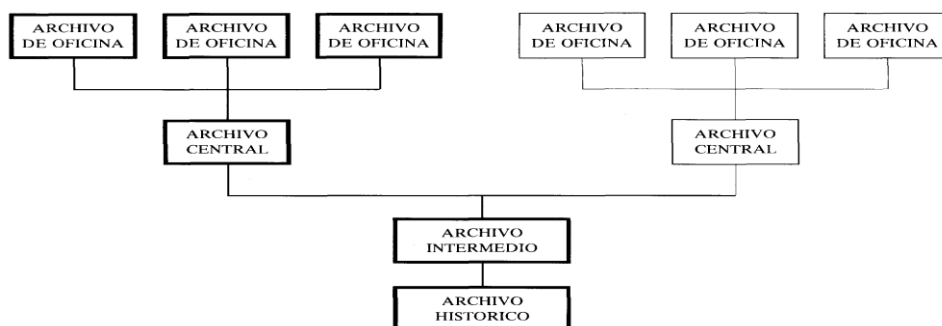 ARCHIVO
DE OFICINA
ARCHIVO
DE OFICINA
ARCHIVO
DE OFICINA
ARCHIVO
DE OFICINA
ARCHIVO
DE OFICINA
ARCHIVO
DE OFICINA
ARCHIVO
CENTRAL
ARCHIVO
CENTRAL
ARCHIVO
INTERMEDIO
ARCHIVO
HISTORICO